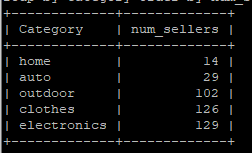 +-------------+-------------+
| Category    | num_sellers |
+-------------+-------------+
| home        |          14 |
| auto        |          29 |
| outdoor     |         102 |
| clothes     |         126 |
| electronics |         129 |
+-------------+-------------+